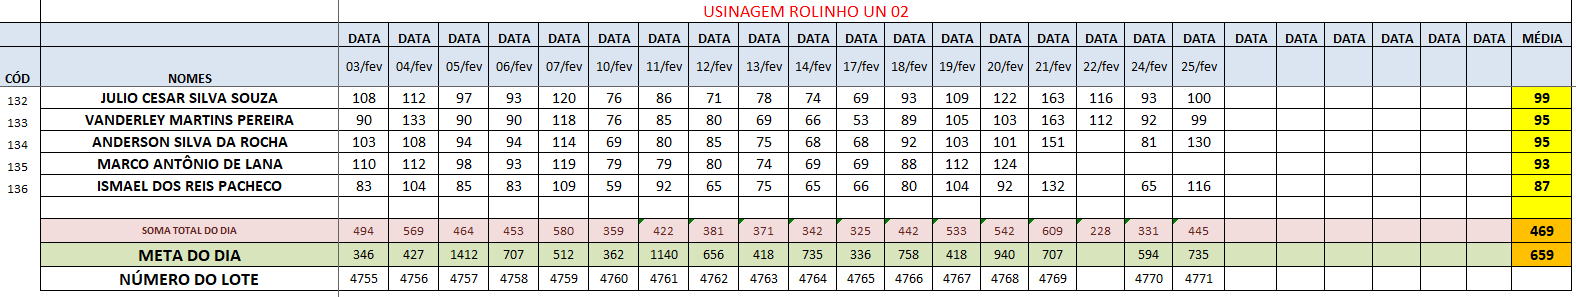 USINAGEM ROLINHO UN 02
DATA DATA DATA DATA DATA DATA DATA DATA DATA DATA DATA DATA DATA DATA DATA DATA DATA DATA DATA DATA DATA DATA DATA DATA MÉDIA
CÓD NOMES 03/fev 04/fev 05/fev 06/fev 07/fev 10/fev 11/fev 12/fev 13/fev 14/fev 17/fev 18/fev 19/fev 20/fev 21/fev 22/fev 24/fev 25/fev
132 JULIO CESAR SILVA SOUZA 108 112 97 93 120 76 86 71 78 74 69 93 109 122 163 116 93 100 99
133 VANDERLEY MARTINS PEREIRA 90 133 90 90 118 76 85 80 69 66 53 89 105 103 163 112 92 99 95
134 ANDERSON SILVA DA ROCHA 103 108 94 94 114 69 80 85 75 68 68 92 103 101 151 81 130 95
135 MARCO ANTÔNIO DE LANA 110 112 98 93 119 79 79 80 74 69 69 88 112 124 93
136 ISMAEL DOS REIS PACHECO 83 104 85 83 109 59 92 65 75 65 66 80 104 92 132 65 116 87
SOMA TOTAL DO DIA 494 569 464 453 580 359 422 381 371 342 325 442 533 542 609 228 331 445 469
META DO DIA 346 427 1412 707 512 362 1140 656 418 735 336 758 418 940 707 594 735 659
NÚMERO DO LOTE 4755 4756 4757 4758 4759 4760 4761 4762 4763 4764 4765 4766 4767 4768 4769 4770 4771